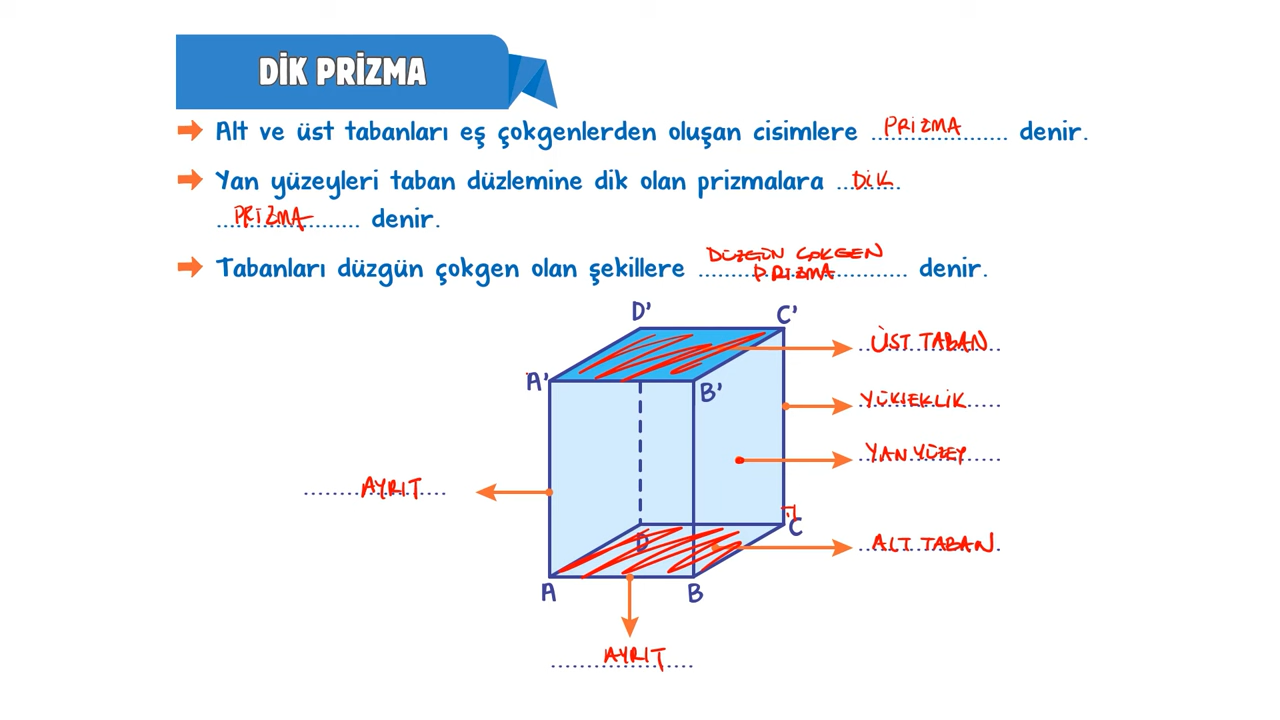 DİK PRİZMA
Alt ve üst tabanları eş çokgenlerden oluşan cisimlere ...PRİZMA... denir.
Yan yüzeyleri taban düzlemine dik olan prizmalara ...DİK...
...PRİZMA... denir.
Tabanları düzgün çokgen olan şekillere ...DÜZGÜN ÇOKGEN
PRİZMA... denir.
D' C'
ÜST TABAN
A' B'
YÜKSEKLİK
YAN YÜZEY
AYRIT
C
D
ALT TABAN
A B
AYRIT